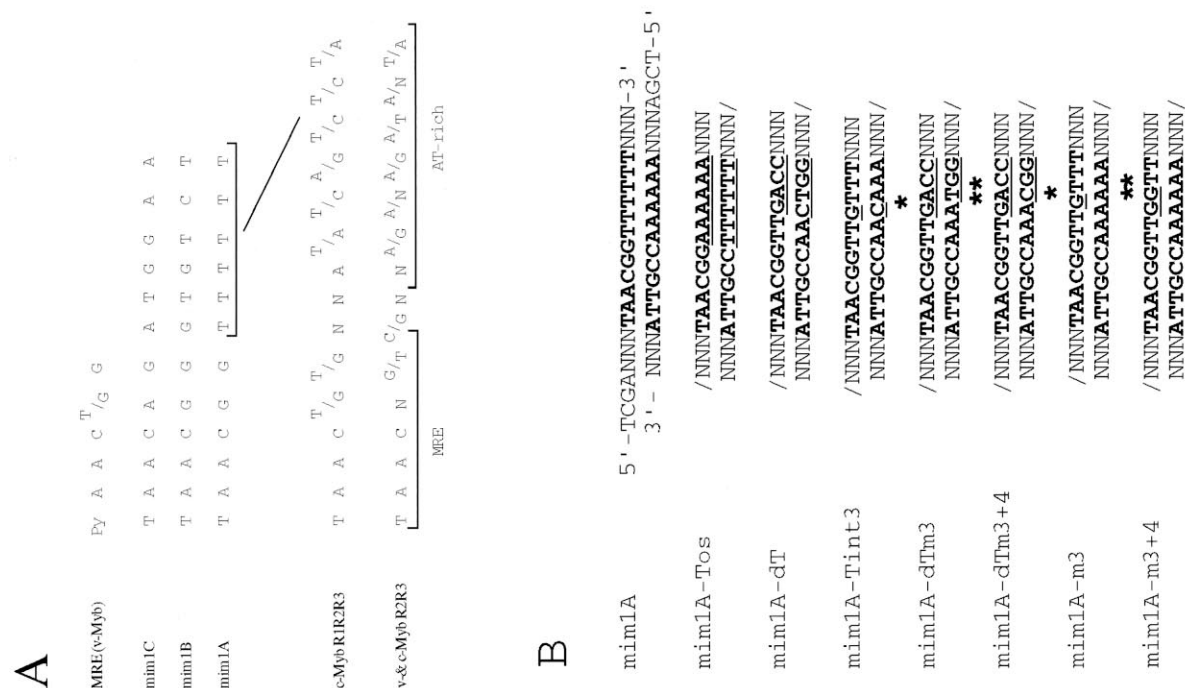 A
MRE (v-Myb) Py A A C T/G G
mim1C T A A C A G A T G G A A
mim1B T A A C G G G T G T C T
mim1A T A A C G G T T T T T T
c-Myb R1R2R3 T A A C T/G T/G N N A T/A T/C A/G T/C T/C T/A
v-& c-Myb R2R3 T A A C N G/T C/G N N A/G A/N A/G A/T A/N T/A
MRE AT-rich
B
mim1A 5'-TCGANNNTAACGGTTTTTTNNN-3'
3'- NNNATTGCCAAAAAANNNAGCT-5'
mim1A-Tos /NNNTAACGGAAAAAANNN
NNNATTGCCTTTTTTNNN/
mim1A-dT /NNNTAACGGTTGACCNNN
NNNATTGCCAACTGGNNN/
mim1A-Tint3 /NNNTAACGGTTGTTTNNN
NNNATTGCCAACAAANNN/
*
mim1A-dTm3 /NNNTAACGGTTGACCNNN
NNNATTGCCAAATGGNNN/
**
mim1A-dTm3+4 /NNNTAACGGTTGACCNNN
NNNATTGCCAAACGGNNN/
*
mim1A-m3 /NNNTAACGGTTGTTTNNN
NNNATTGCCAAAAAANNN/
**
mim1A-m3+4 /NNNTAACGGTTGGTTNNN
NNNATTGCCAAAAAANNN/